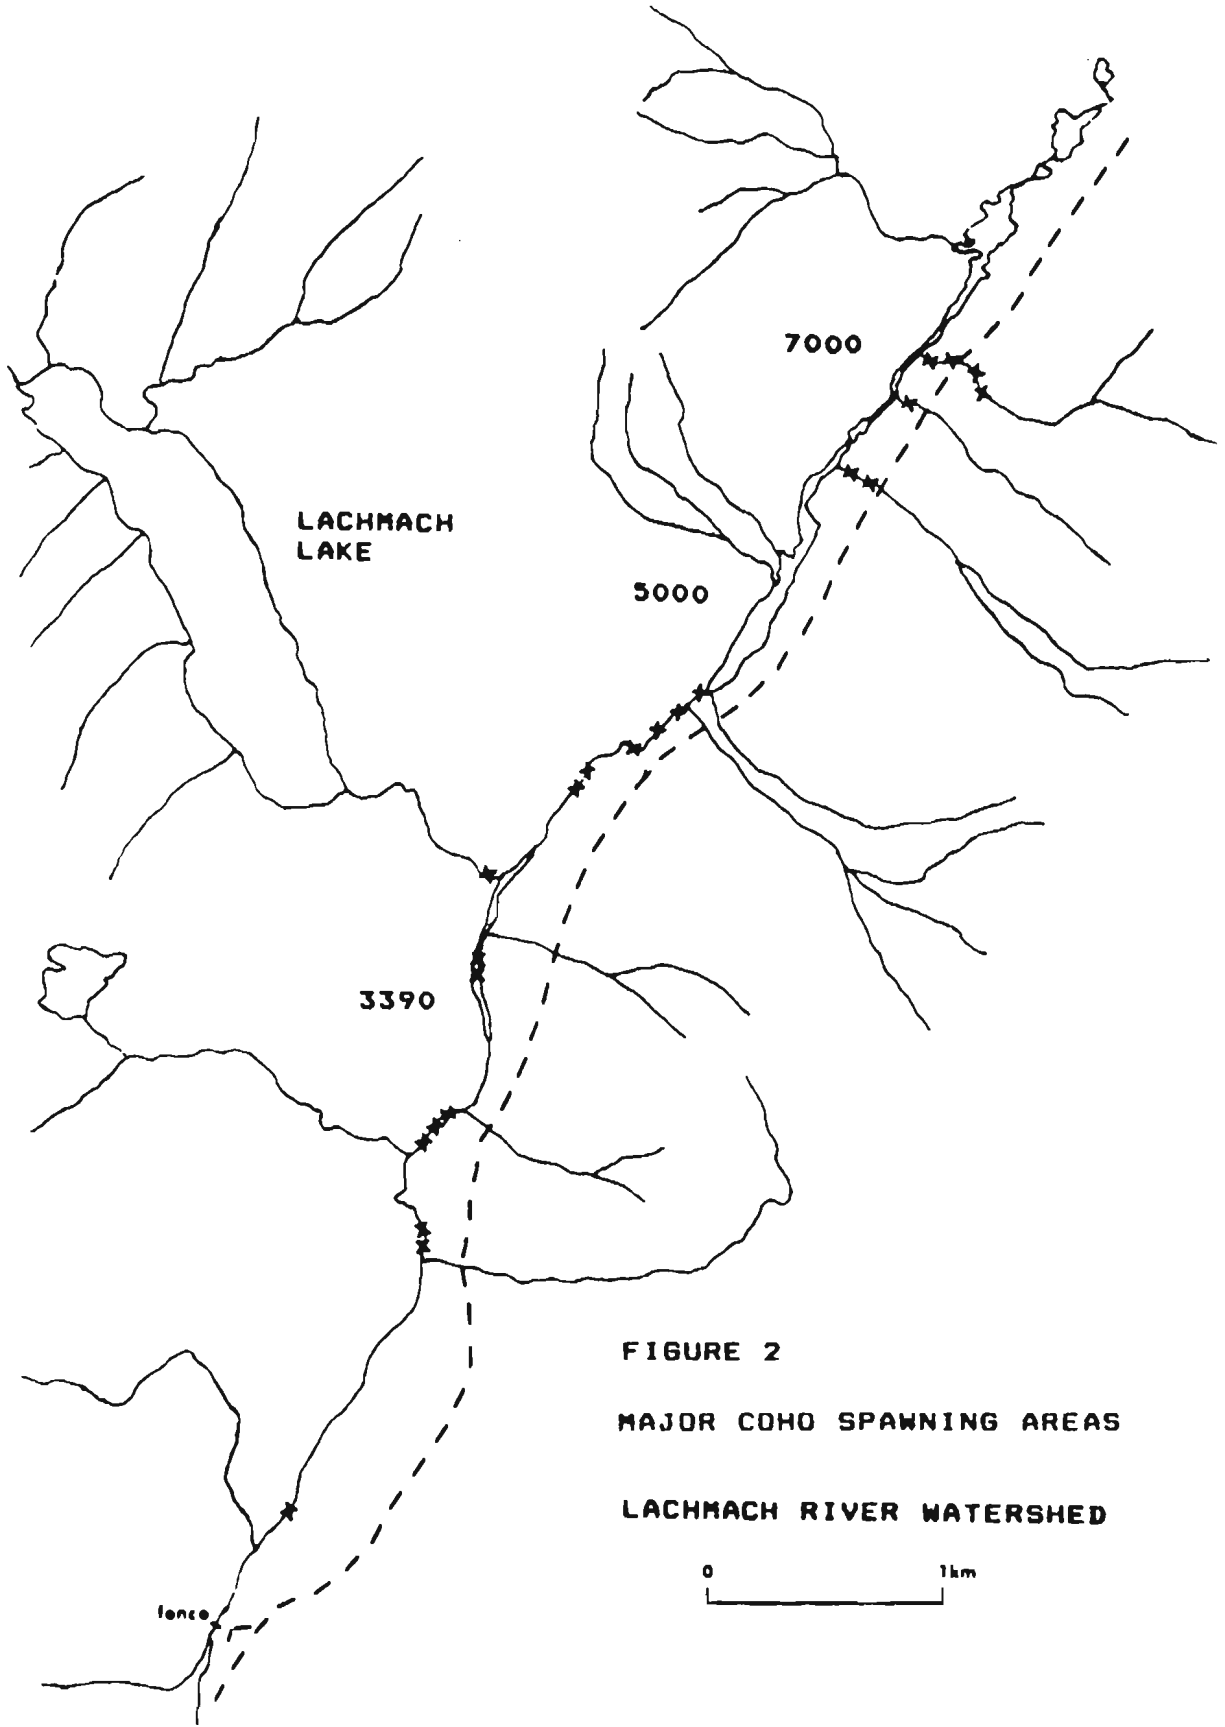 7000
LACHMACH
LAKE
5000
3390
FIGURE 2
MAJOR COHO SPAWNING AREAS
LACHMACH RIVER WATERSHED
0 1km
fence